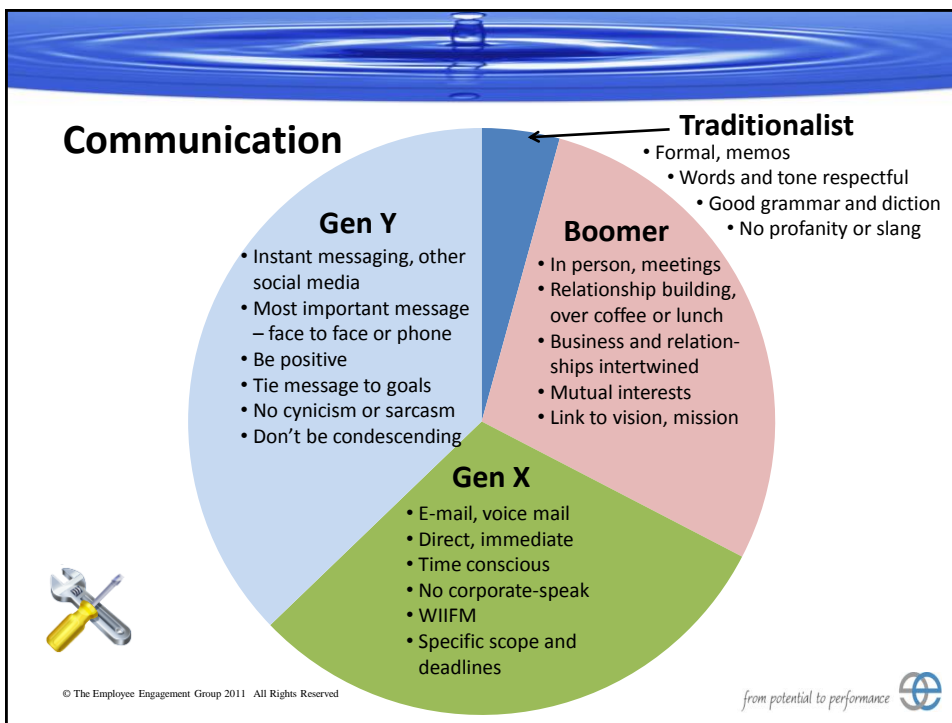 Communication
Traditionalist
• Formal, memos
• Words and tone respectful
• Good grammar and diction
• No profanity or slang
Gen Y
• Instant messaging, other
social media
• Most important message
– face to face or phone
• Be positive
• Tie message to goals
• No cynicism or sarcasm
• Don’t be condescending
Boomer
• In person, meetings
• Relationship building,
over coffee or lunch
• Business and relation-
ships intertwined
• Mutual interests
• Link to vision, mission
Gen X
• E-mail, voice mail
• Direct, immediate
• Time conscious
• No corporate-speak
• WIIFM
• Specific scope and
deadlines
© The Employee Engagement Group 2011 All Rights Reserved
from potential to performance